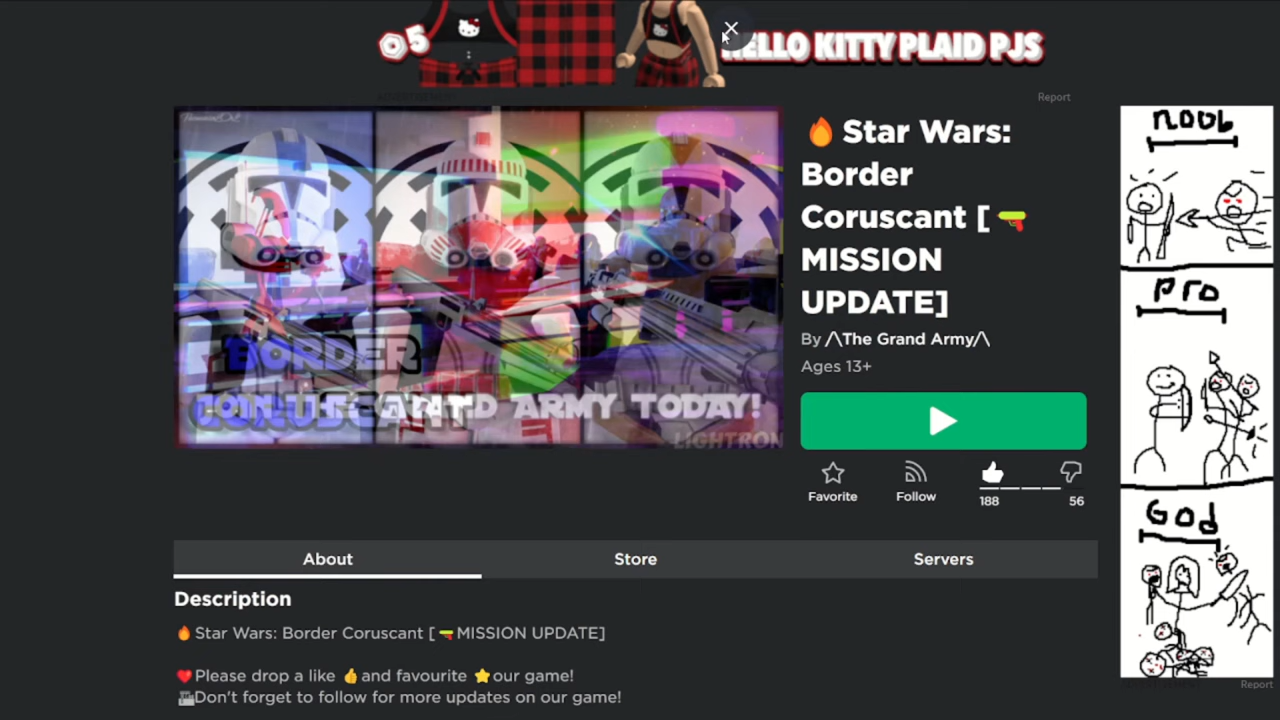 5
HELLO KITTY PLAID PJS
Report
🔥 Star Wars:
Border
Coruscant [🔫
MISSION
UPDATE]
By /\The Grand Army/\
Ages 13+
BORDER
ARMY TODAY!
LIGHTRON
Favorite
Follow
188
56
About
Store
Servers
Description
🔥Star Wars: Border Coruscant [🔫MISSION UPDATE]
❤️Please drop a like 👍and favourite ⭐our game!
Don't forget to follow for more updates on our game!
noob
pro
God
Report